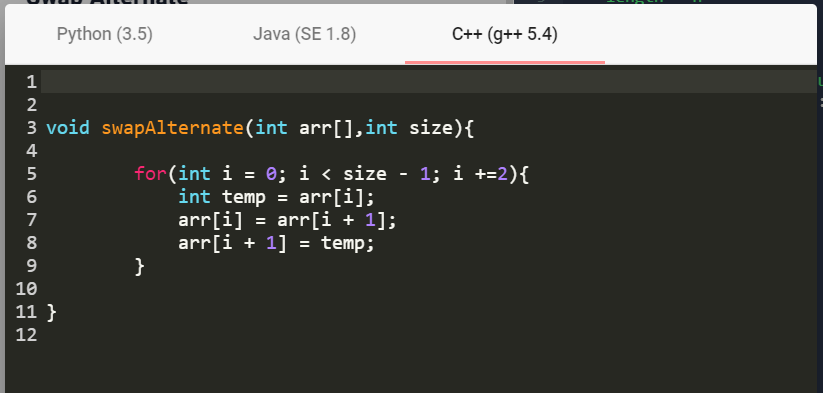 Swap Alternate
Python (3.5) Java (SE 1.8) C++ (g++ 5.4)
1
2
3 void swapAlternate(int arr[],int size){
4
5 for(int i = 0; i < size - 1; i +=2){
6 int temp = arr[i];
7 arr[i] = arr[i + 1];
8 arr[i + 1] = temp;
9 }
10
11 }
12